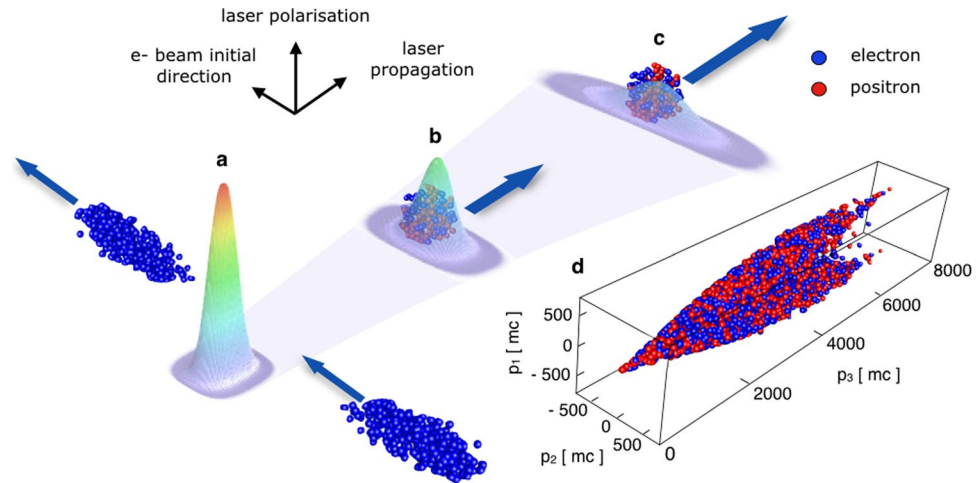 laser polarisation
e- beam initial
direction
laser
propagation
a
b
c
electron
positron
d
p1 [ mc ]
500
0
- 500
- 500
0
500
p2 [ mc ]
0
2000
4000
6000
8000
p3 [ mc ]